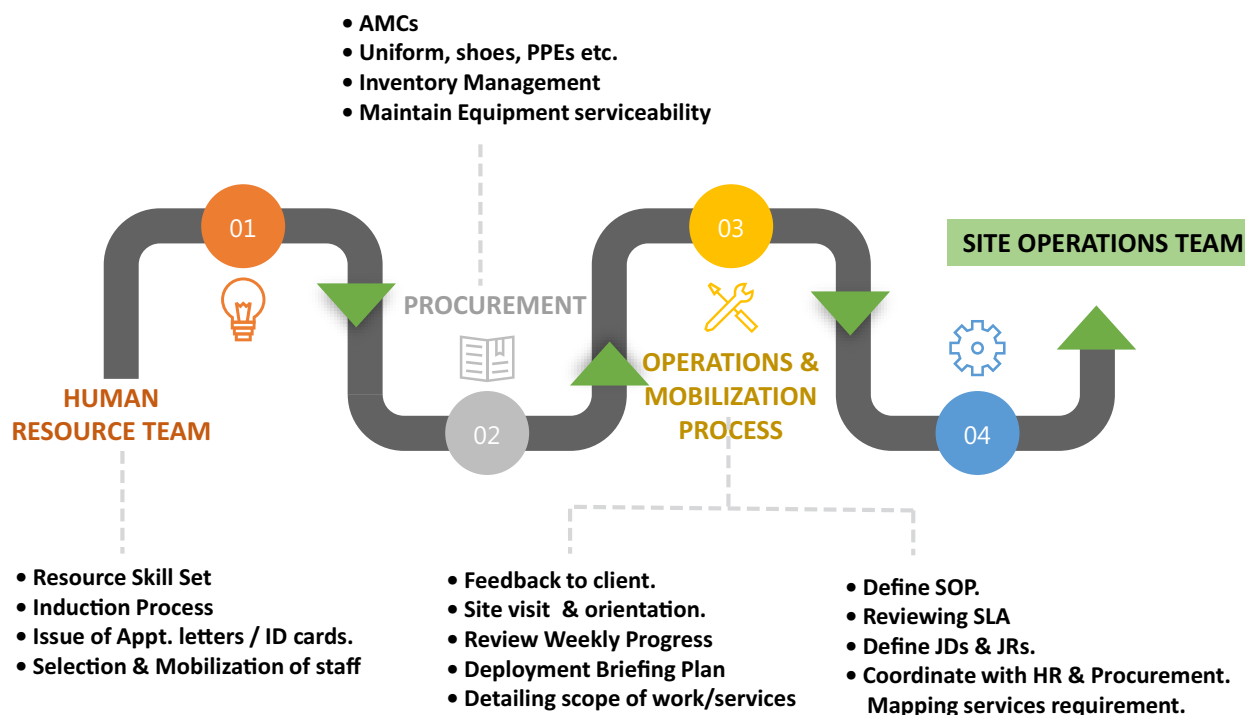 • AMCs
• Uniform, shoes, PPEs etc.
• Inventory Management
• Maintain Equipment serviceability
01
03
SITE OPERATIONS TEAM
PROCUREMENT
OPERATIONS &
MOBILIZATION
PROCESS
HUMAN
RESOURCE TEAM
02
04
• Resource Skill Set
• Induction Process
• Issue of Appt. letters / ID cards.
• Selection & Mobilization of staff
• Feedback to client.
• Site visit & orientation.
• Review Weekly Progress
• Deployment Briefing Plan
• Detailing scope of work/services
• Define SOP.
• Reviewing SLA
• Define JDs & JRs.
• Coordinate with HR & Procurement.
Mapping services requirement.